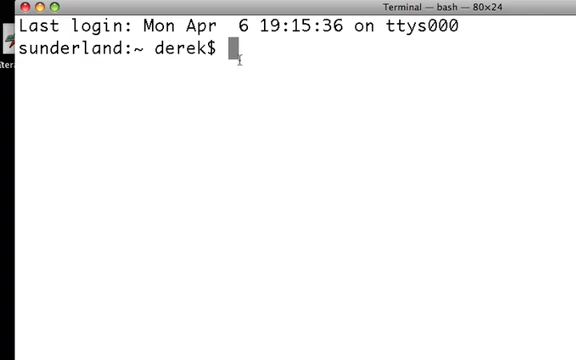 Terminal — bash — 80×24
Last login: Mon Apr  6 19:15:36 on ttys000
sunderland:~ derek$